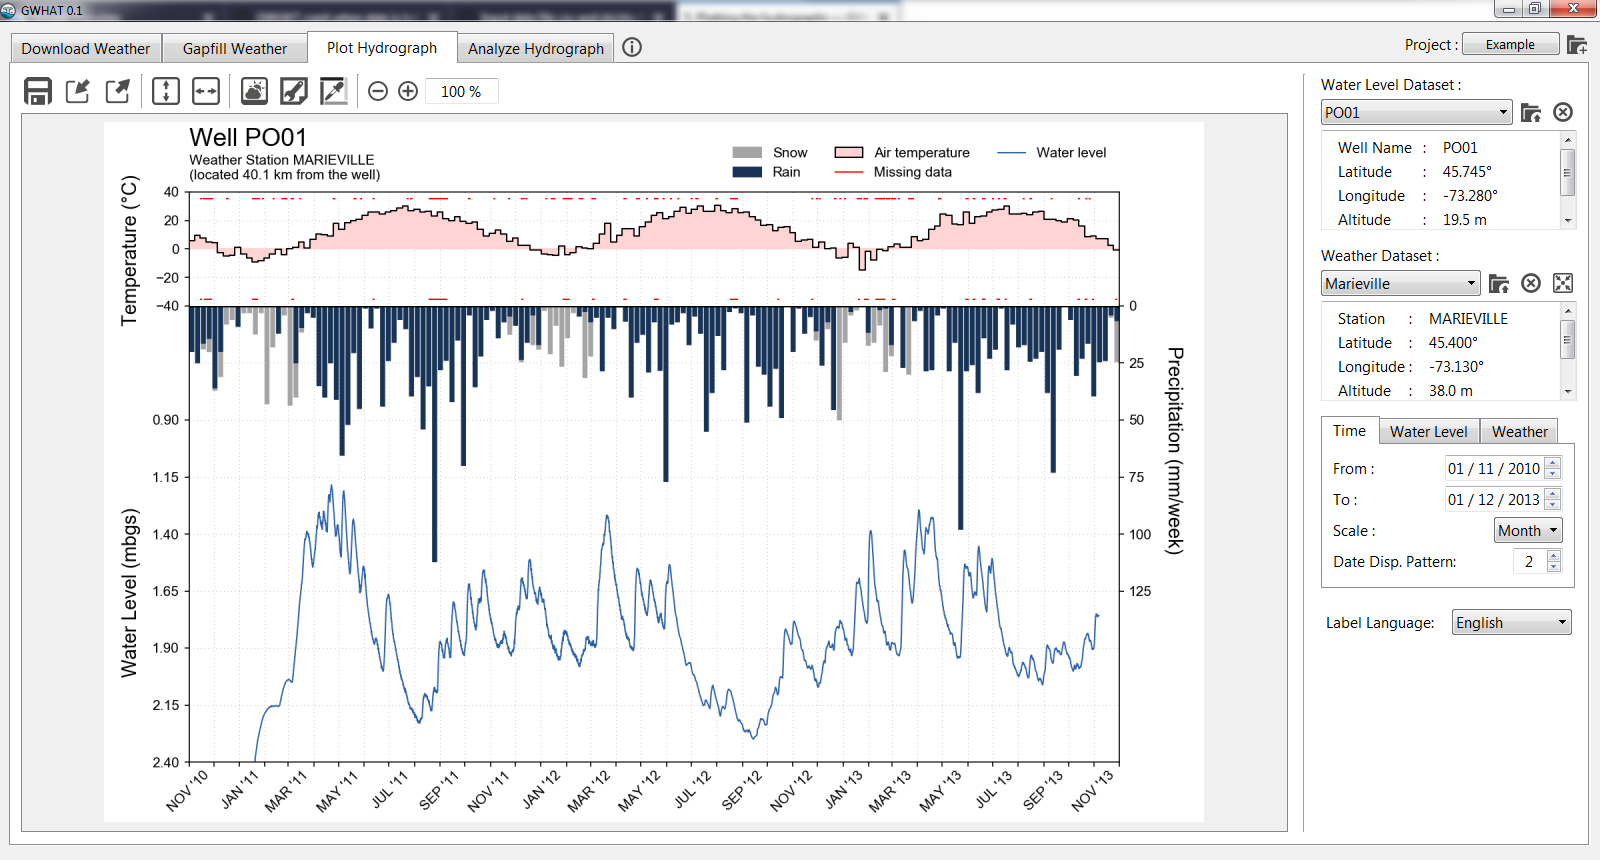 GWHAT 0.1
Download Weather
Gapfill Weather
Plot Hydrograph
Analyze Hydrograph
Project :
Example
100 %
Well PO01
Weather Station MARIEVILLE
(located 40.1 km from the well)
Snow
Rain
Air temperature
Missing data
Water level
Temperature (°C)
40
20
0
−20
−40
Water Level (mbgs)
0.90
1.15
1.40
1.65
1.90
2.15
2.40
Precipitation (mm/week)
0
25
50
75
100
125
NOV '10
JAN '11
MAR '11
MAY '11
JUL '11
SEP '11
NOV '11
JAN '12
MAR '12
MAY '12
JUL '12
SEP '12
NOV '12
JAN '13
MAR '13
MAY '13
JUL '13
SEP '13
NOV '13
Water Level Dataset :
PO01
Well Name : PO01
Latitude : 45.745°
Longitude : -73.280°
Altitude : 19.5 m
Weather Dataset :
Marieville
Station : MARIEVILLE
Latitude : 45.400°
Longitude : -73.130°
Altitude : 38.0 m
Time
Water Level
Weather
From : 01 / 11 / 2010
To : 01 / 12 / 2013
Scale : Month
Date Disp. Pattern: 2
Label Language: English